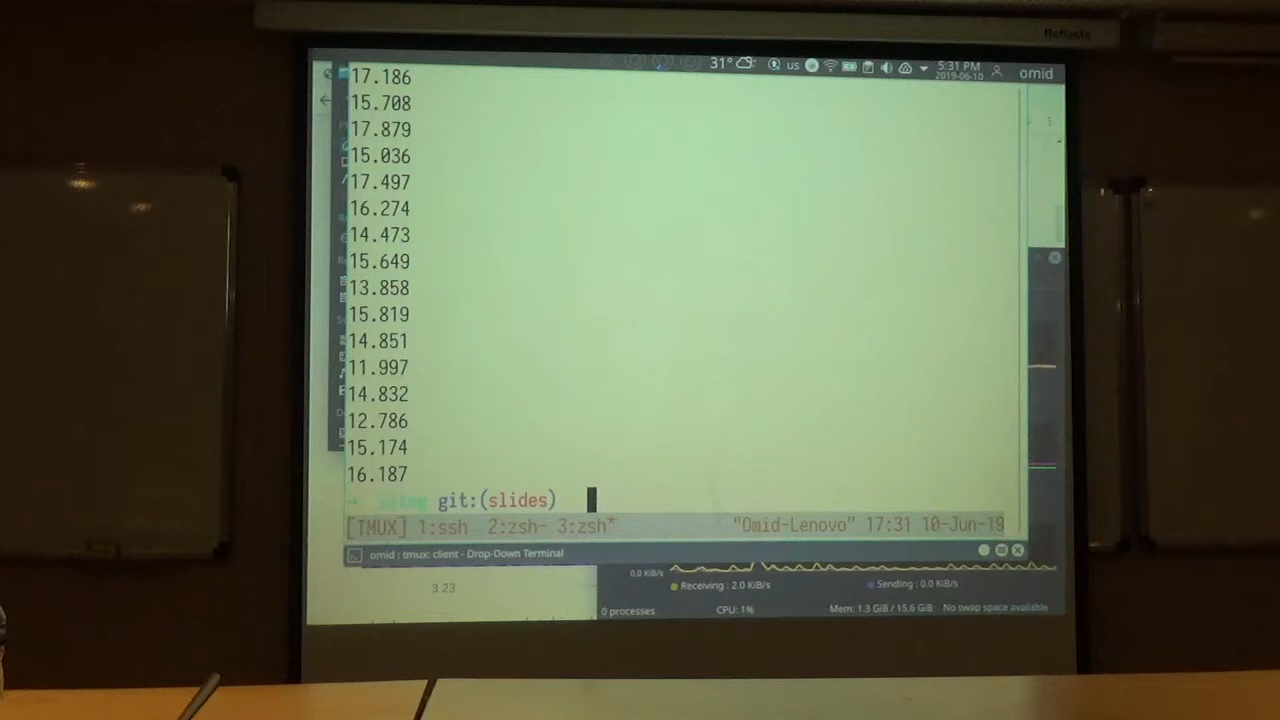 Reflecta
31° us 5:31 PM
2019-06-10 omid
17.186
15.708
17.879
15.036
17.497
16.274
14.473
15.649
13.858
15.819
14.851
11.997
14.832
12.786
15.174
16.187
git:(slides)
[TMUX] 1:ssh 2:zsh- 3:zsh* "Omid-Lenovo" 17:31 10-Jun-19
omid : tmux: client - Drop-Down Terminal
3.23
0.0 KiB/s
Receiving : 2.0 KiB/s Sending : 0.0 KiB/s
0 processes CPU: 1% Mem: 1.3 GiB / 15.6 GiB No swap space available